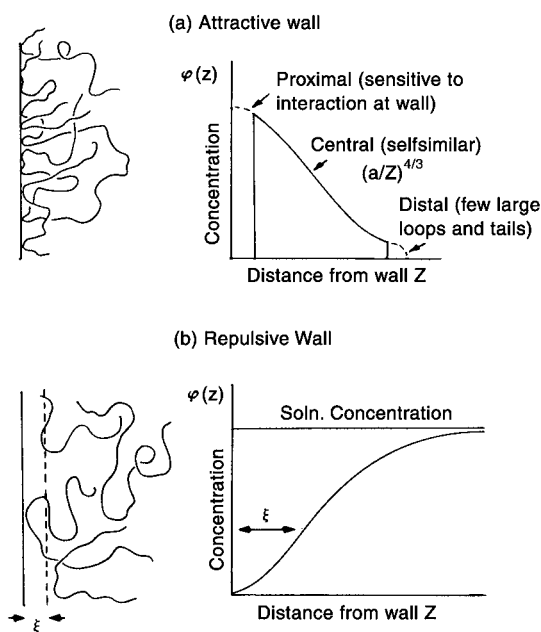 (a) Attractive wall
φ(z)
Proximal (sensitive to
interaction at wall)
Central (selfsimilar)
(a/Z)^4/3
Distal (few large
loops and tails)
Concentration
Distance from wall Z
(b) Repulsive Wall
φ(z)
Soln. Concentration
ξ
Concentration
Distance from wall Z
ξ